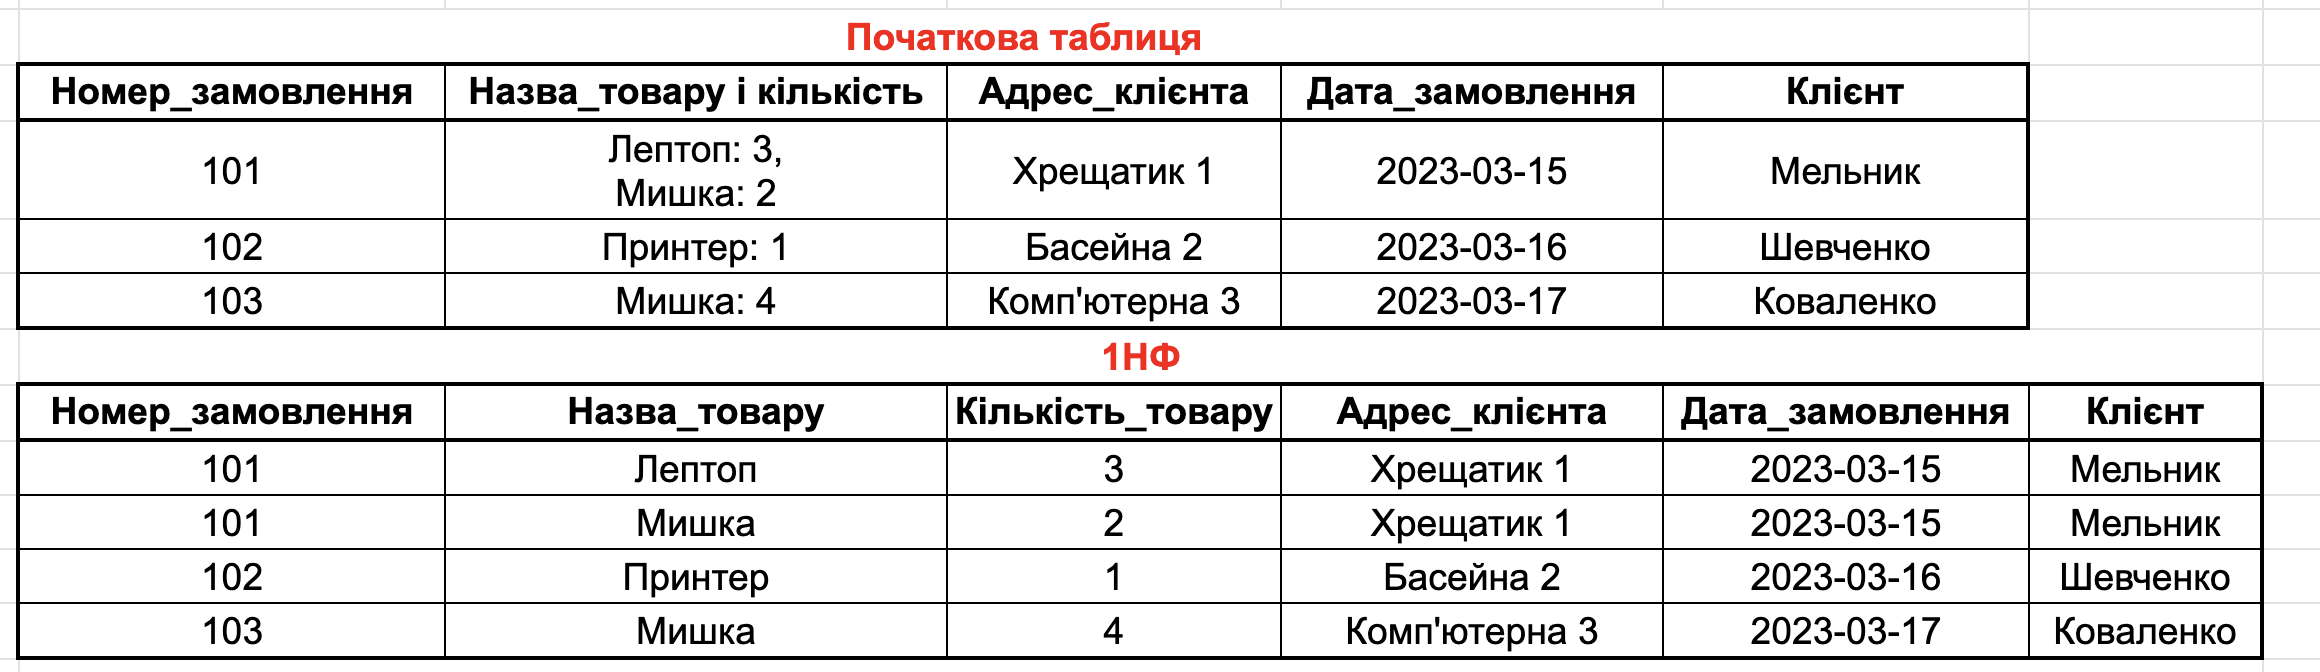 Початкова таблиця
Номер_замовлення Назва_товару і кількість Адрес_клієнта Дата_замовлення Клієнт
101 Лептоп: 3, Мишка: 2 Хрещатик 1 2023-03-15 Мельник
102 Принтер: 1 Басейна 2 2023-03-16 Шевченко
103 Мишка: 4 Комп'ютерна 3 2023-03-17 Коваленко
1НФ
Номер_замовлення Назва_товару Кількість_товару Адрес_клієнта Дата_замовлення Клієнт
101 Лептоп 3 Хрещатик 1 2023-03-15 Мельник
101 Мишка 2 Хрещатик 1 2023-03-15 Мельник
102 Принтер 1 Басейна 2 2023-03-16 Шевченко
103 Мишка 4 Комп'ютерна 3 2023-03-17 Коваленко